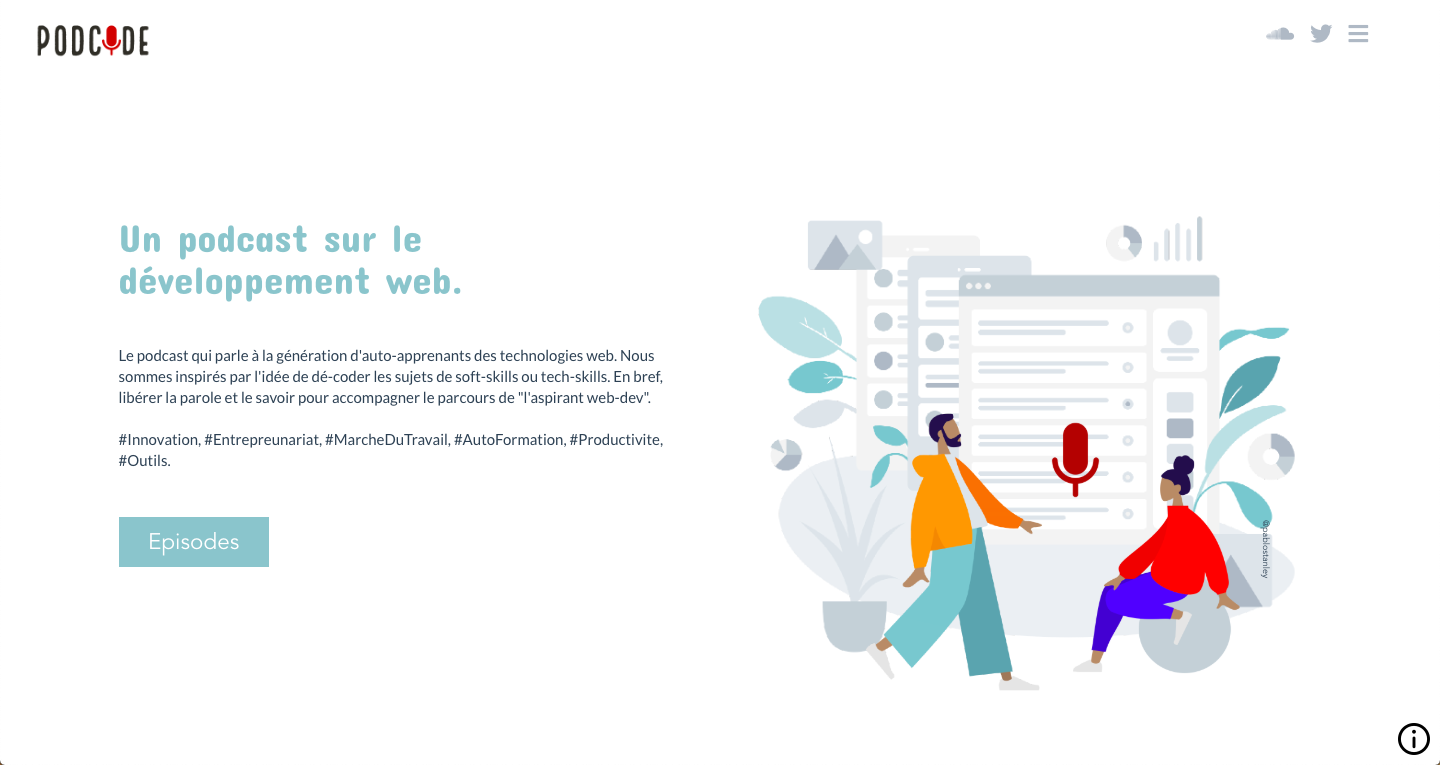 PODCODE
Un podcast sur le
développement web.
Le podcast qui parle à la génération d'auto-apprenants des technologies web. Nous
sommes inspirés par l'idée de dé-coder les sujets de soft-skills ou tech-skills. En bref,
libérer la parole et le savoir pour accompagner le parcours de "l'aspirant web-dev".
#Innovation, #Entrepreunariat, #MarcheDuTravail, #AutoFormation, #Productivite,
#Outils.
Episodes
@pablostanley